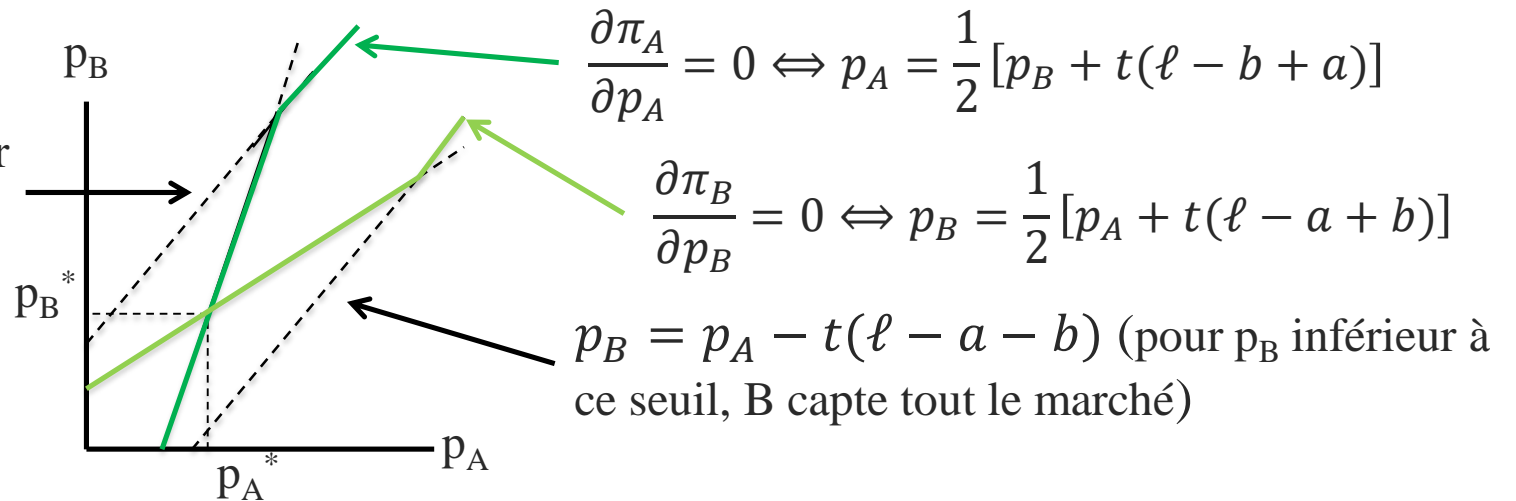 p_B
∂π_A/∂p_A = 0 ⟺ p_A = 1/2 [p_B + t(ℓ − b + a)]
r
∂π_B/∂p_B = 0 ⟺ p_B = 1/2 [p_A + t(ℓ − a + b)]
p_B*
p_B = p_A − t(ℓ − a − b) (pour p_B inférieur à
ce seuil, B capte tout le marché)
p_A
p_A*